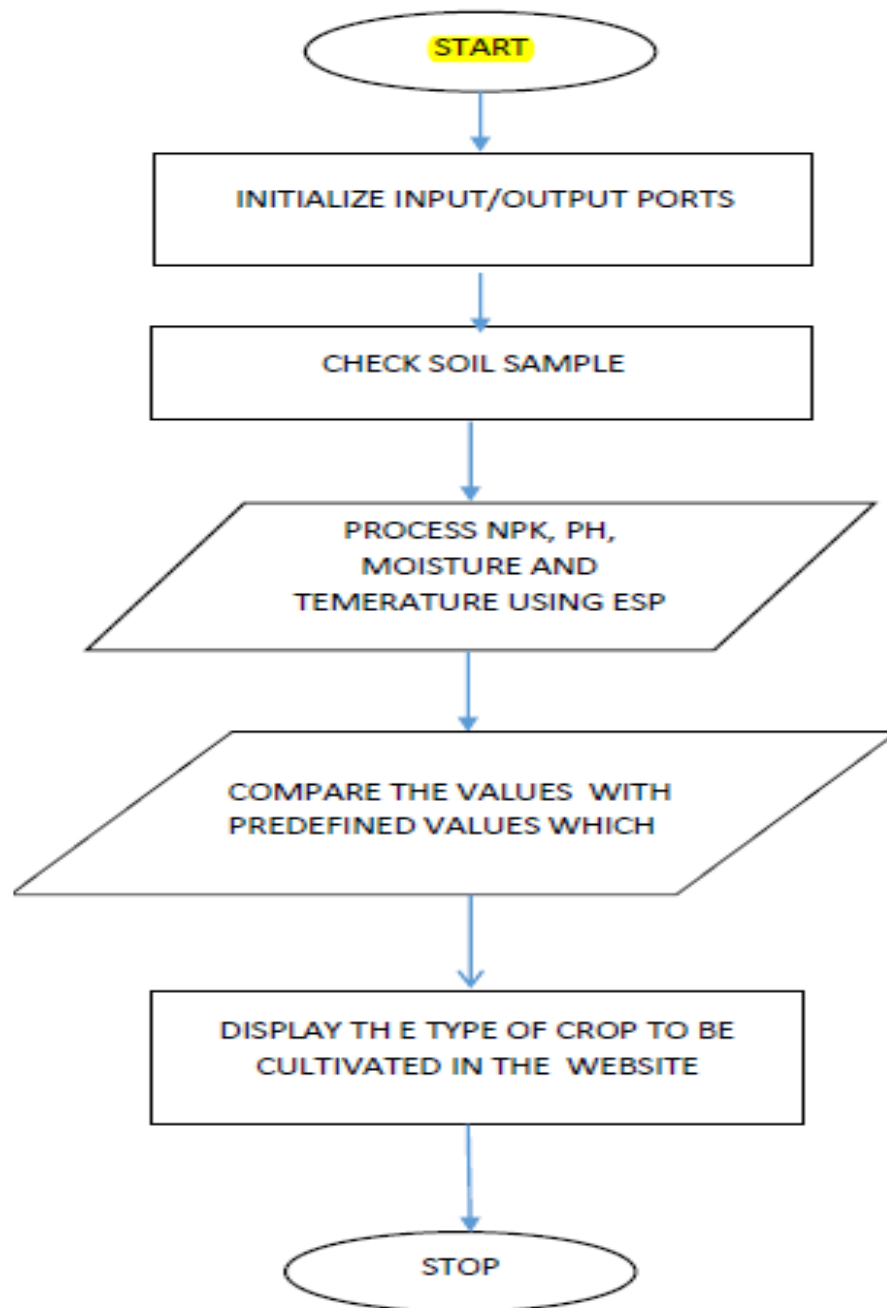 START
INITIALIZE INPUT/OUTPUT PORTS
CHECK SOIL SAMPLE
PROCESS NPK, PH,
MOISTURE AND
TEMERATURE USING ESP
COMPARE THE VALUES WITH
PREDEFINED VALUES WHICH
DISPLAY TH E TYPE OF CROP TO BE
CULTIVATED IN THE WEBSITE
STOP